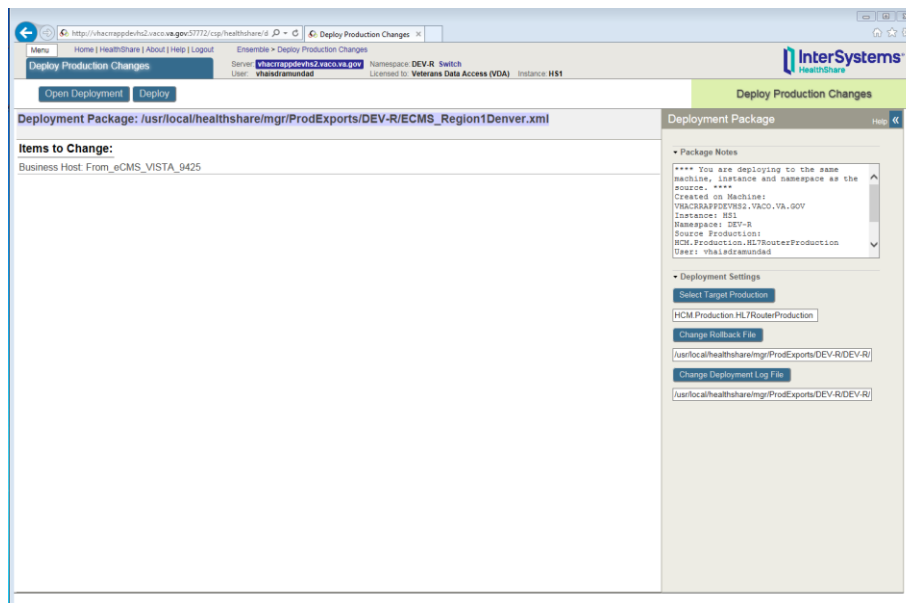 http://vhacrrappdevhs2.vaco.va.gov:57772/csp/healthshare/d
Deploy Production Changes
Menu Home | HealthShare | About | Help | Logout Ensemble > Deploy Production Changes
Deploy Production Changes
Server: vhacrrappdevhs2.vaco.va.gov Namespace: DEV-R Switch
User: vhaisdramundad Licensed to: Veterans Data Access (VDA) Instance: HS1
InterSystems
HealthShare
Open Deployment Deploy
Deploy Production Changes
Deployment Package: /usr/local/healthshare/mgr/ProdExports/DEV-R/ECMS_Region1Denver.xml
Items to Change:
Business Host: From_eCMS_VISTA_9425
Deployment Package Help
Package Notes
**** You are deploying to the same
machine, instance and namespace as the
source. ****
Created on Machine:
VHACRRAPPDEVHS2.VACO.VA.GOV
Instance: HS1
Namespace: DEV-R
Source Production:
HCM.Production.HL7RouterProduction
User: vhaisdramundad
Deployment Settings
Select Target Production
HCM.Production.HL7RouterProduction
Change Rollback File
/usr/local/healthshare/mgr/ProdExports/DEV-R/DEV-R/
Change Deployment Log File
/usr/local/healthshare/mgr/ProdExports/DEV-R/DEV-R/